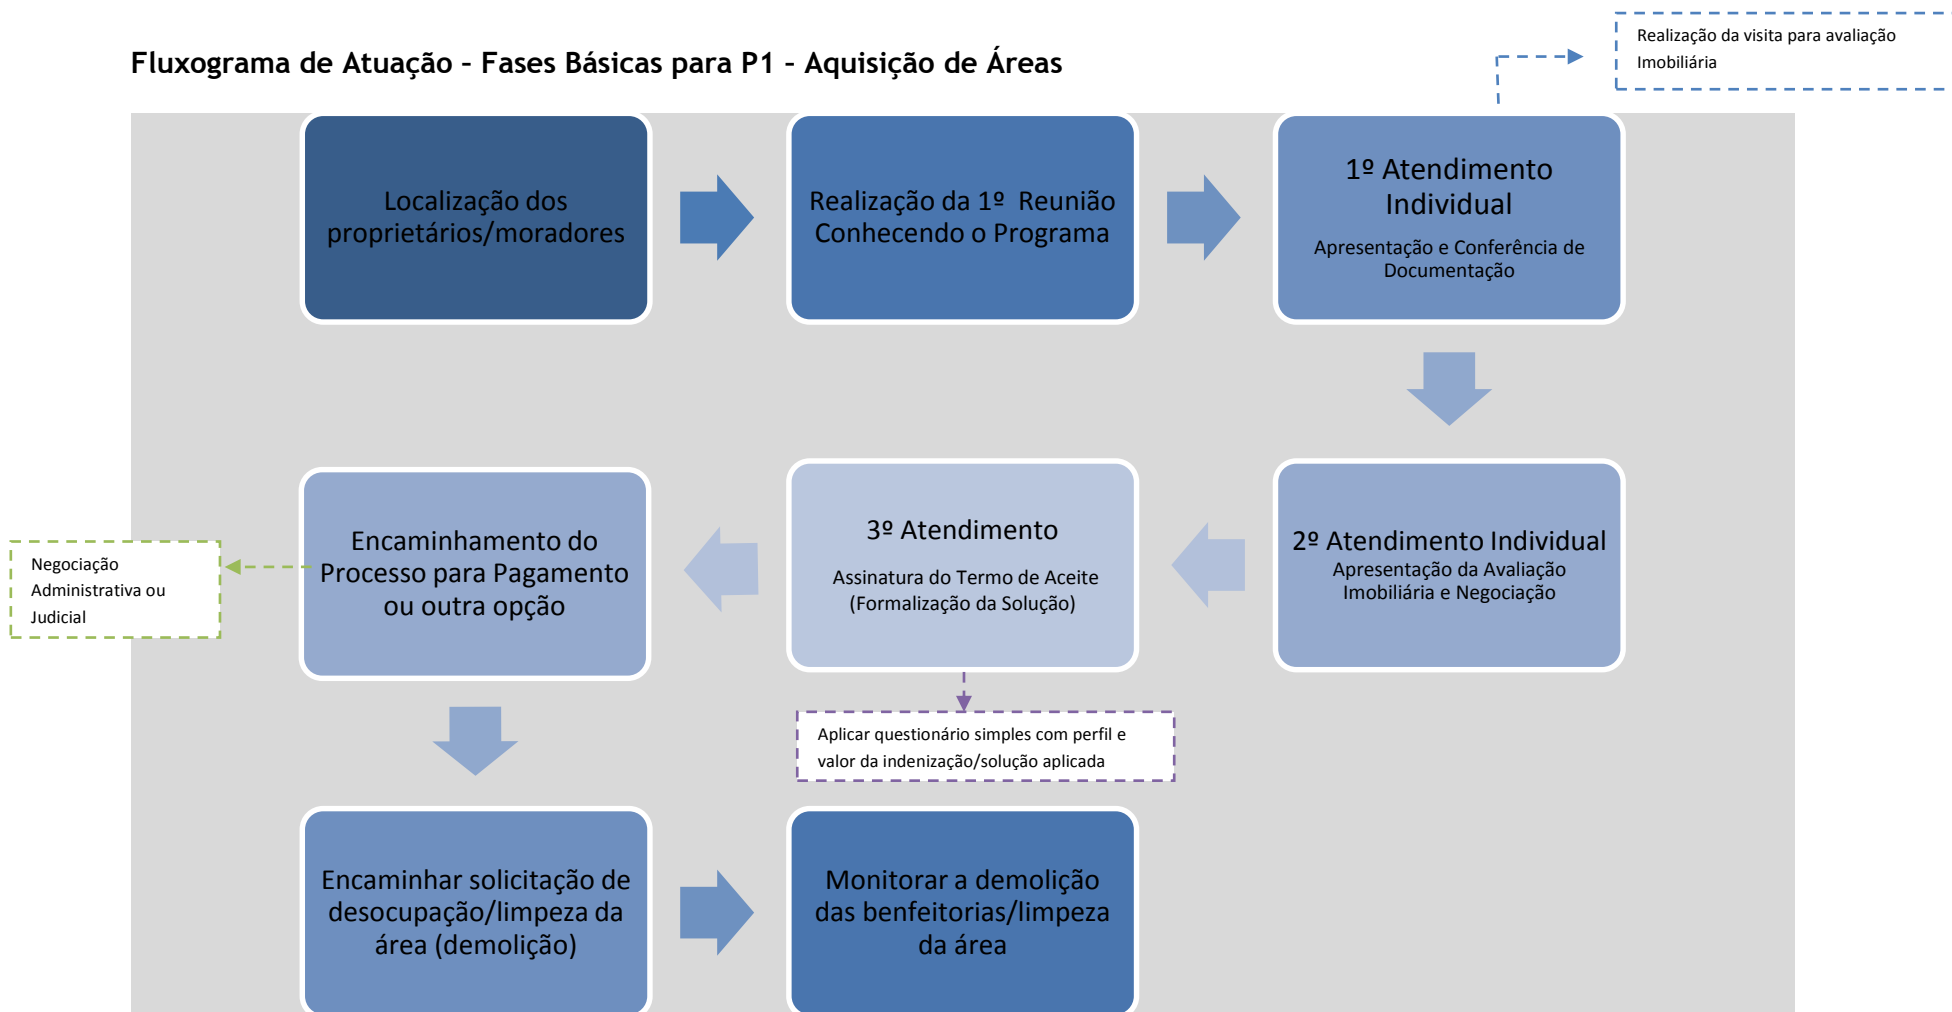 Realização da visita para avaliação
Imobiliária
Fluxograma de Atuação – Fases Básicas para P1 – Aquisição de Áreas
Localização dos
proprietários/moradores
Realização da 1º Reunião
Conhecendo o Programa
1º Atendimento
Individual
Apresentação e Conferência de
Documentação
2º Atendimento Individual
Apresentação da Avaliação
Imobiliária e Negociação
3º Atendimento
Assinatura do Termo de Aceite
(Formalização da Solução)
Aplicar questionário simples com perfil e
valor da indenização/solução aplicada
Encaminhamento do
Processo para Pagamento
ou outra opção
Negociação
Administrativa ou
Judicial
Encaminhar solicitação de
desocupação/limpeza da
área (demolição)
Monitorar a demolição
das benfeitorias/limpeza
da área